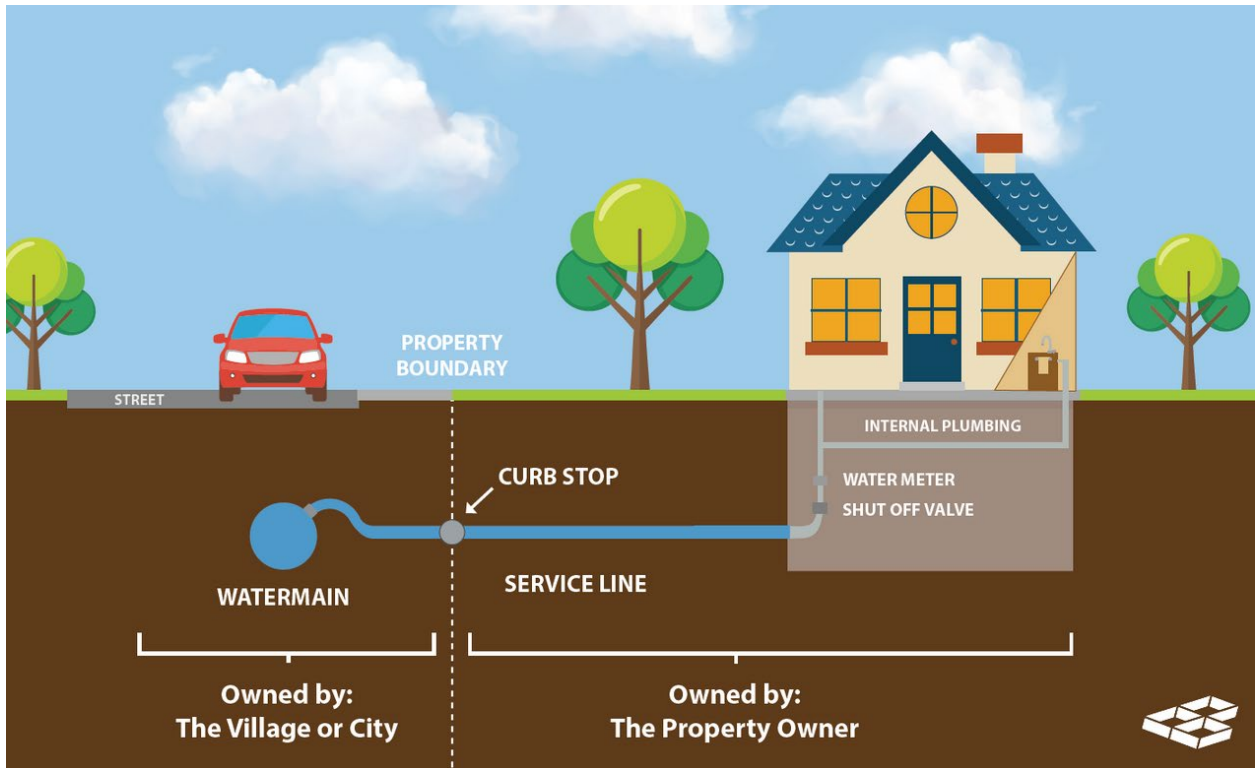 PROPERTY
BOUNDARY
STREET
INTERNAL PLUMBING
CURB STOP
WATER METER
SHUT OFF VALVE
WATERMAIN
SERVICE LINE
Owned by:
The Village or City
Owned by:
The Property Owner